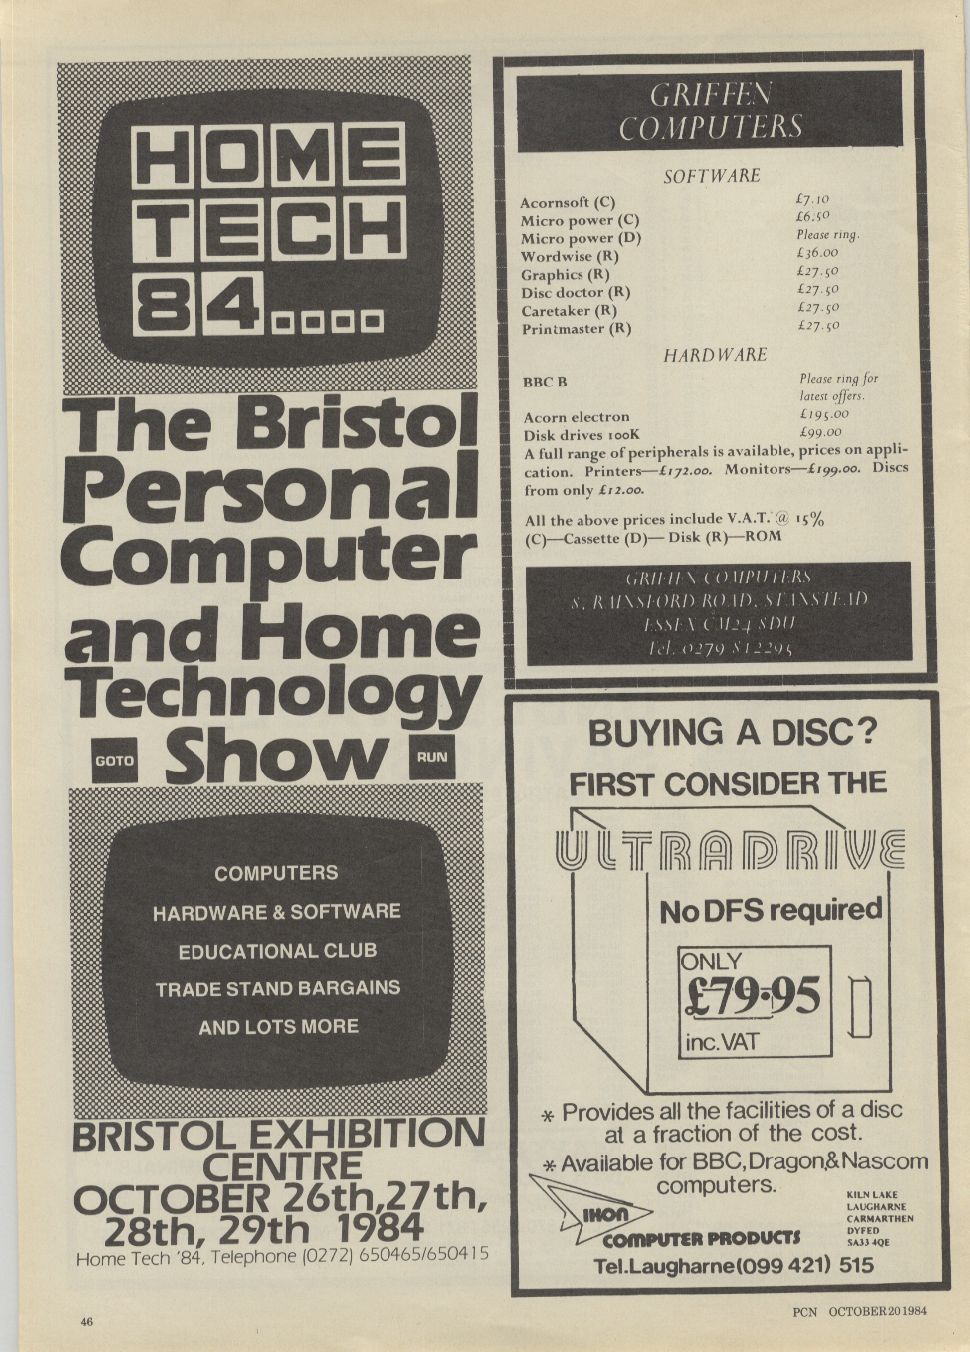 HOME
TECH
84....
The Bristol
Personal
Computer
and Home
Technology
GOTO Show RUN
COMPUTERS
HARDWARE & SOFTWARE
EDUCATIONAL CLUB
TRADE STAND BARGAINS
AND LOTS MORE
BRISTOL EXHIBITION
CENTRE
OCTOBER 26th,27th,
28th, 29th 1984
Home Tech '84, Telephone (0272) 650465/650415
GRIFFEN
COMPUTERS
SOFTWARE
Acornsoft (C) £7.10
Micro power (C) £6.50
Micro power (D) Please ring.
Wordwise (R) £36.00
Graphics (R) £27.50
Disc doctor (R) £27.50
Caretaker (R) £27.50
Printmaster (R) £27.50
HARDWARE
BBC B Please ring for
latest offers.
Acorn electron £195.00
Disk drives 100K £99.00
A full range of peripherals is available, prices on appli-
cation. Printers—£172.00. Monitors—£199.00. Discs
from only £12.00.
All the above prices include V.A.T. @ 15%
(C)—Cassette (D)— Disk (R)—ROM
GRIFFEN COMPUTERS
8, RAINSFORD ROAD, STANSTEAD
ESSEX CM24 8DU
Tel. 0279 812295
BUYING A DISC?
FIRST CONSIDER THE
ULTRADRIVE
No DFS required
ONLY
£79·95
inc. VAT
* Provides all the facilities of a disc
at a fraction of the cost.
* Available for BBC, Dragon,& Nascom
computers.
IKON
COMPUTER PRODUCTS
KILN LAKE
LAUGHARNE
CARMARTHEN
DYFED
SA33 4QE
Tel.Laugharne(099 421) 515
46
PCN OCTOBER 20 1984